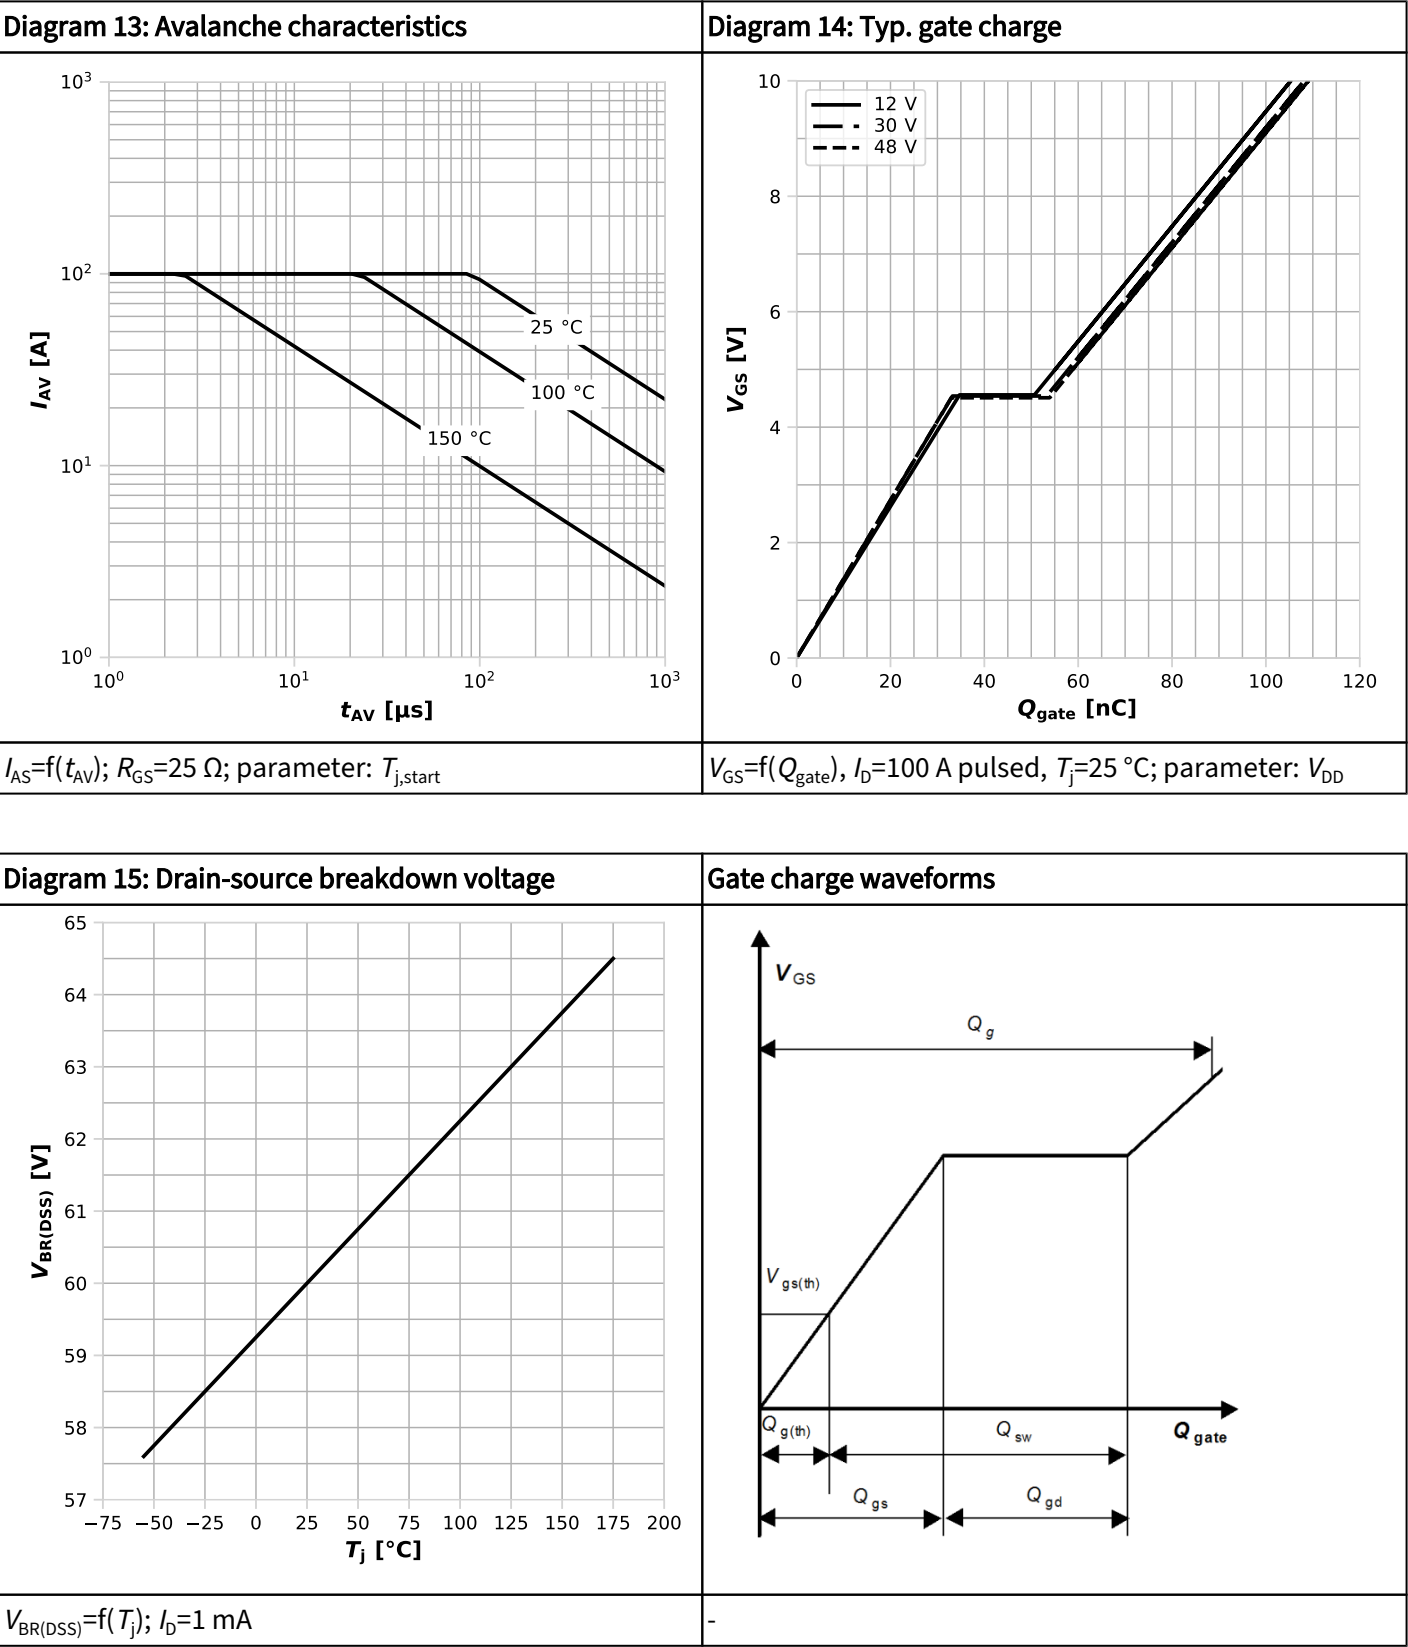 Diagram 13: Avalanche characteristics
Diagram 14: Typ. gate charge
10³
10²
10¹
10⁰
10⁰ 10¹ 10² 10³
I_AV [A]
t_AV [µs]
25 °C
100 °C
150 °C
12 V
30 V
48 V
10
8
6
4
2
0
0 20 40 60 80 100 120
V_GS [V]
Q_gate [nC]
I_AS=f(t_AV); R_GS=25 Ω; parameter: T_j,start
V_GS=f(Q_gate), I_D=100 A pulsed, T_j=25 °C; parameter: V_DD
Diagram 15: Drain-source breakdown voltage
Gate charge waveforms
65
64
63
62
61
60
59
58
57
−75 −50 −25 0 25 50 75 100 125 150 175 200
V_BR(DSS) [V]
T_j [°C]
V_GS
Q_g
V_gs(th)
Q_g(th)
Q_sw
Q_gate
Q_gs
Q_gd
V_BR(DSS)=f(T_j); I_D=1 mA
-